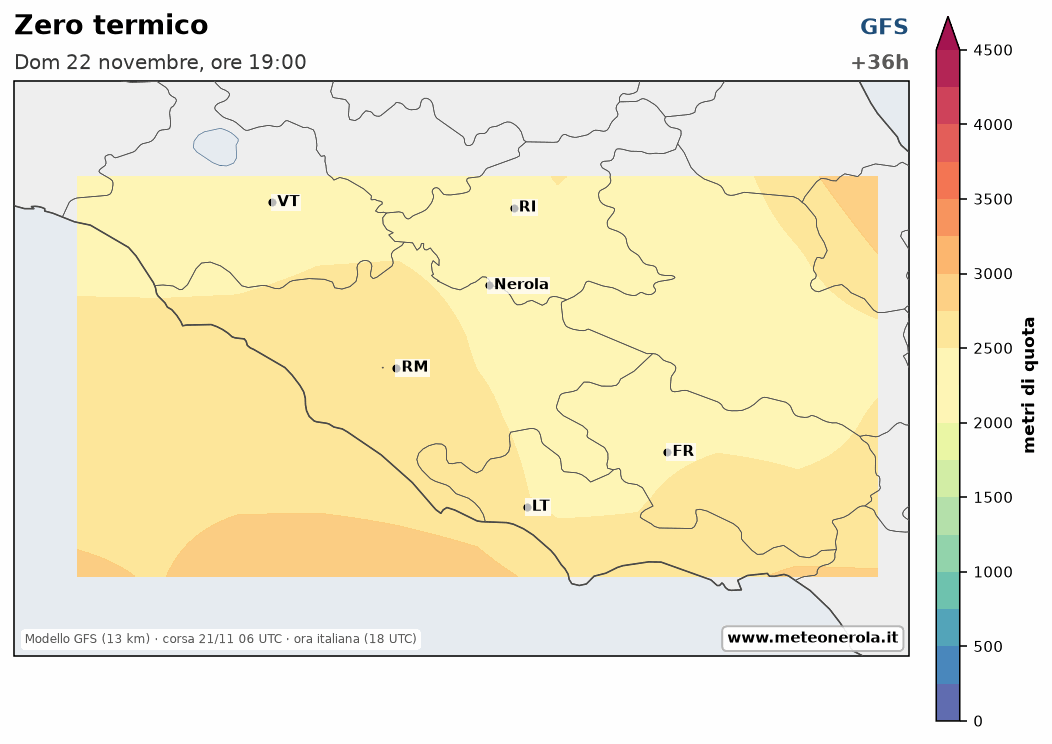 Zero termico
GFS
Dom 22 novembre, ore 19:00
+36h
VT
RI
Nerola
RM
FR
LT
4500
4000
3500
3000
2500
2000
1500
1000
500
0
metri di quota
Modello GFS (13 km) · corsa 21/11 06 UTC · ora italiana (18 UTC)
www.meteonerola.it